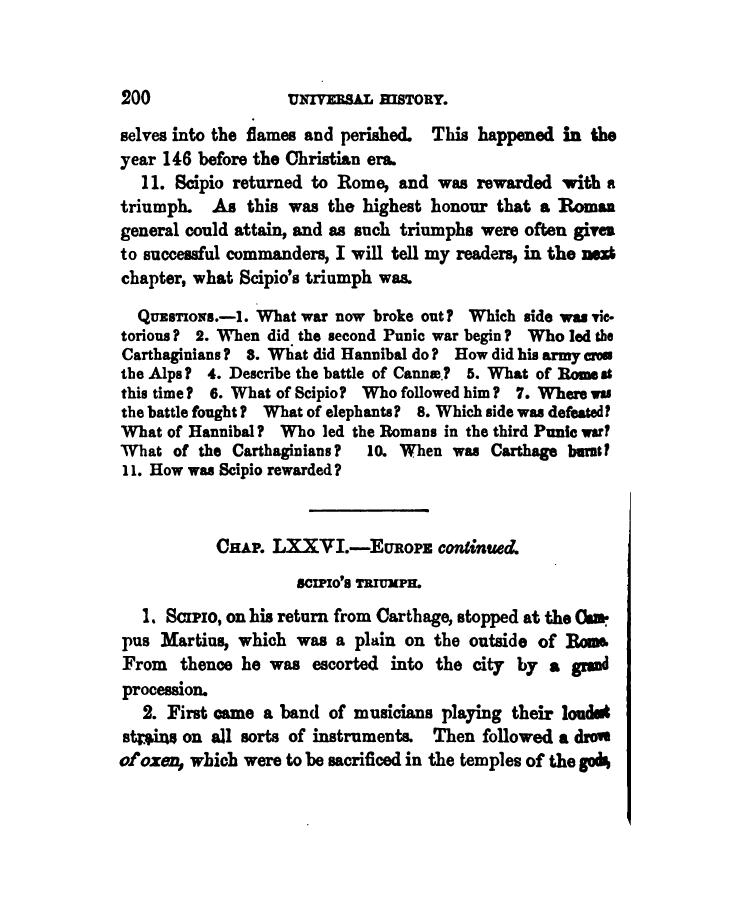 200 UNIVERSAL HISTORY.
selves into the flames and perished. This happened in the
year 146 before the Christian era.
11. Scipio returned to Rome, and was rewarded with a
triumph. As this was the highest honour that a Roman
general could attain, and as such triumphs were often given
to successful commanders, I will tell my readers, in the next
chapter, what Scipio's triumph was.
QUESTIONS.—1. What war now broke out? Which side was vic-
torious? 2. When did the second Punic war begin? Who led the
Carthaginians? 3. What did Hannibal do? How did his army cross
the Alps? 4. Describe the battle of Cannæ? 5. What of Rome at
this time? 6. What of Scipio? Who followed him? 7. Where was
the battle fought? What of elephants? 8. Which side was defeated?
What of Hannibal? Who led the Romans in the third Punic war?
What of the Carthaginians? 10. When was Carthage burnt?
11. How was Scipio rewarded?
CHAP. LXXVI.—EUROPE continued.
SCIPIO'S TRIUMPH.
1. SCIPIO, on his return from Carthage, stopped at the Cam-
pus Martius, which was a plain on the outside of Rome.
From thence he was escorted into the city by a grand
procession.
2. First came a band of musicians playing their loudest
strains on all sorts of instruments. Then followed a drove
of oxen, which were to be sacrificed in the temples of the gods,